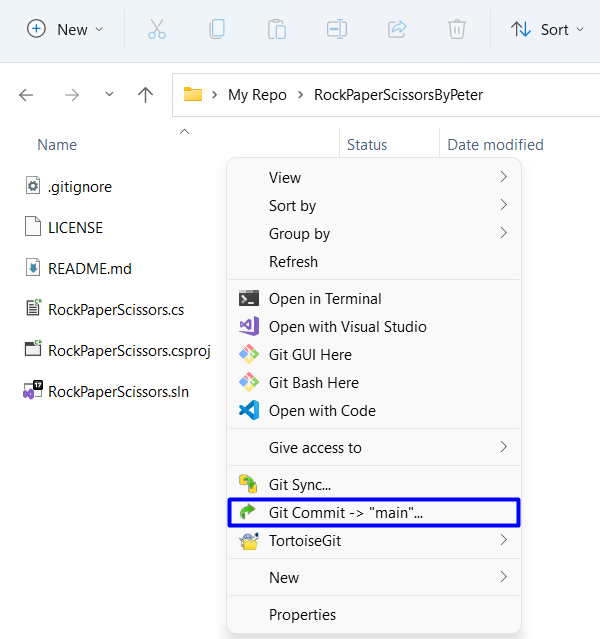 New
Sort
My Repo
RockPaperScissorsByPeter
Name
Status
Date modified
.gitignore
LICENSE
README.md
RockPaperScissors.cs
RockPaperScissors.csproj
17
RockPaperScissors.sln
View
Sort by
Group by
Refresh
Open in Terminal
Open with Visual Studio
Git GUI Here
Git Bash Here
Open with Code
Give access to
Git Sync...
Git Commit -> "main"...
TortoiseGit
New
Properties